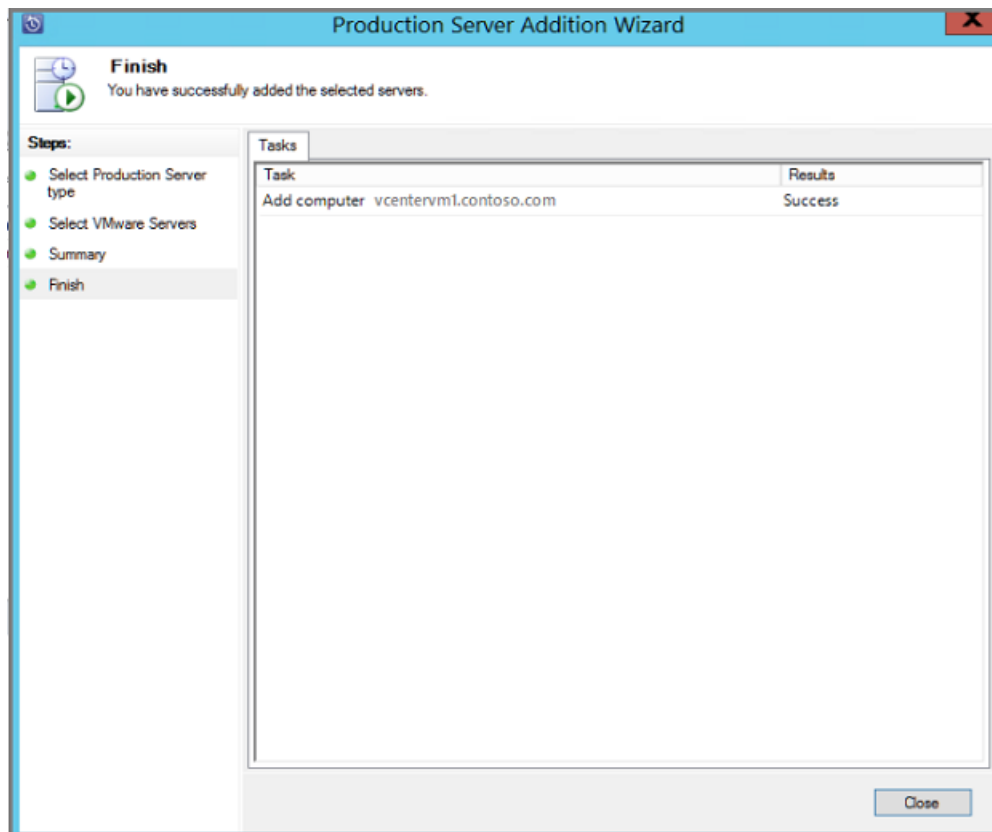 Production Server Addition Wizard
X
Finish
You have successfully added the selected servers.
Steps:
Select Production Server
type
Select VMware Servers
Summary
Finish
Tasks
Task Results
Add computer vcentervm1.contoso.com Success
Close